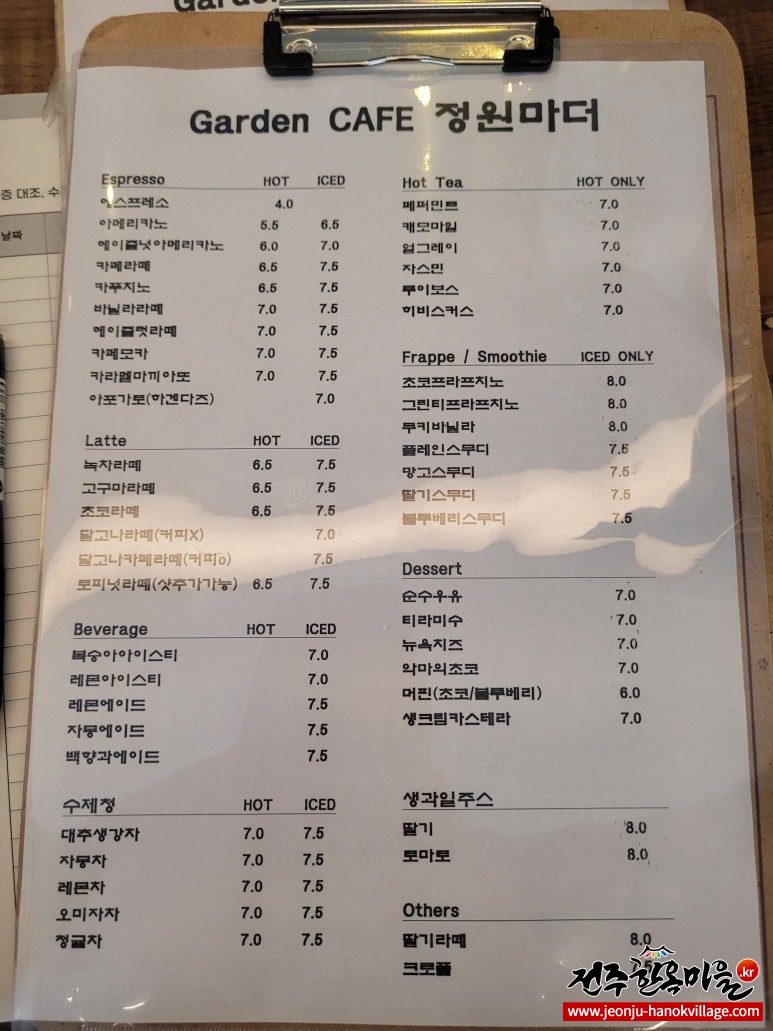 Garden
증 대조, 수
날짜
Garden CAFE 정원마더
Espresso HOT ICED
에스프레소 4.0
아메리카노 5.5 6.5
헤이즐넛아메리카노 6.0 7.0
카페라떼 6.5 7.5
카푸치노 6.5 7.5
바닐라라떼 7.0 7.5
헤이즐럿라떼 7.0 7.5
카페모카 7.0 7.5
카라멜마끼아또 7.0 7.5
아포가토(하겐다즈) 7.0
Latte HOT ICED
녹차라떼 6.5 7.5
고구마라떼 6.5 7.5
초코라떼 6.5 7.5
달고나라떼(커피X) 7.0
달고나카페라떼(커피o) 7.5
토피넛라떼(샷추가가능) 6.5 7.5
Beverage HOT ICED
복숭아아이스티 7.0
레몬아이스티 7.0
레몬에이드 7.5
자몽에이드 7.5
백향과에이드 7.5
수제청 HOT ICED
대추생강차 7.0 7.5
자몽차 7.0 7.5
레몬차 7.0 7.5
오미자차 7.0 7.5
청귤차 7.0 7.5
Hot Tea HOT ONLY
페퍼민트 7.0
캐모마일 7.0
얼그레이 7.0
자스민 7.0
루이보스 7.0
히비스커스 7.0
Frappe / Smoothie ICED ONLY
초코프라프치노 8.0
그린티프라프치노 8.0
쿠키바닐라 8.0
플레인스무디 7.5
망고스무디 7.5
딸기스무디 7.5
블루베리스무디 7.5
Dessert
순수우유 7.0
티라미수 7.0
뉴욕치즈 7.0
악마의초코 7.0
머핀(초코/블루베리) 6.0
생크림카스테라 7.0
생과일주스
딸기 8.0
토마토 8.0
Others
딸기라떼 8.0
크로플
전주한옥마을.kr
www.jeonju-hanokvillage.com